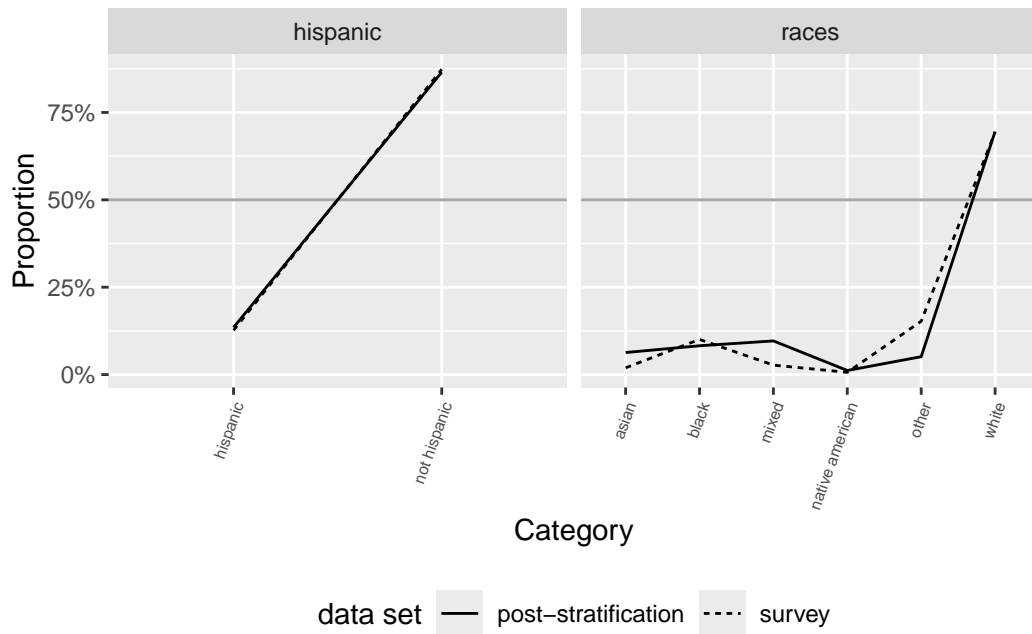 hispanic
races
75%
50%
25%
0%
Proportion
hispanic
not hispanic
asian
black
mixed
native american
other
white
Category
data set
post−stratification
survey